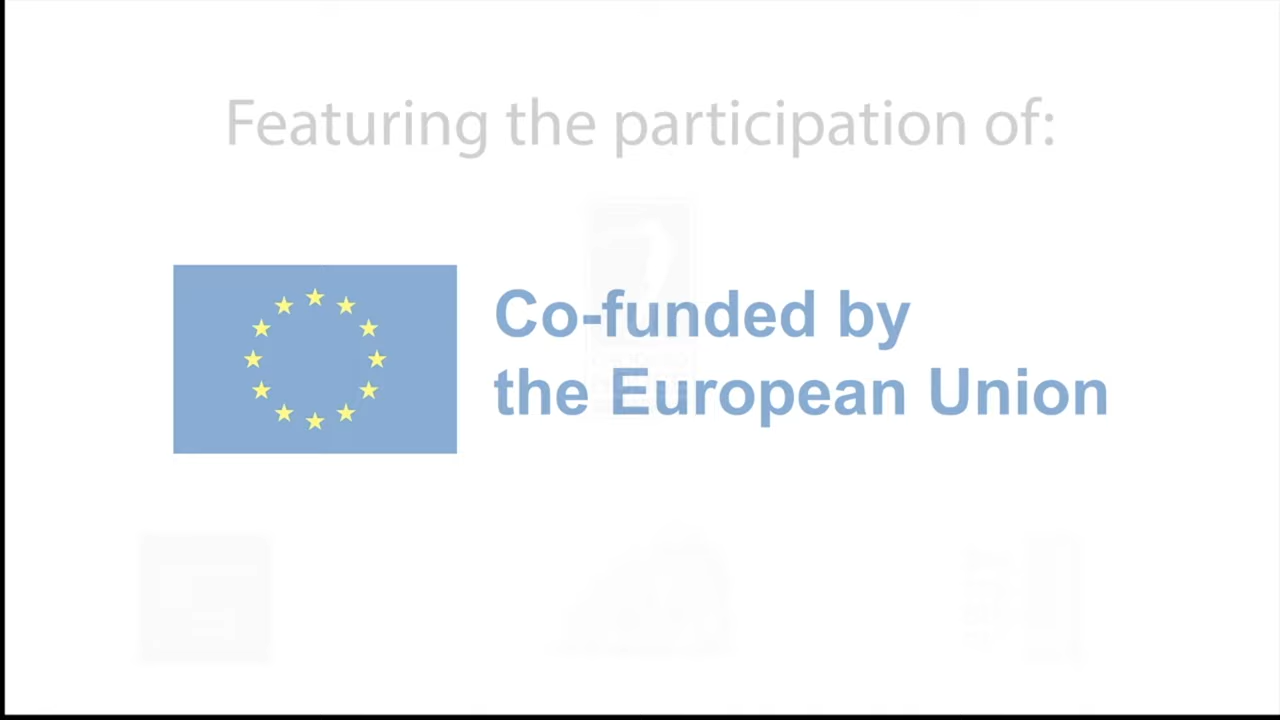 Featuring the participation of:
Co-funded by
the European Union